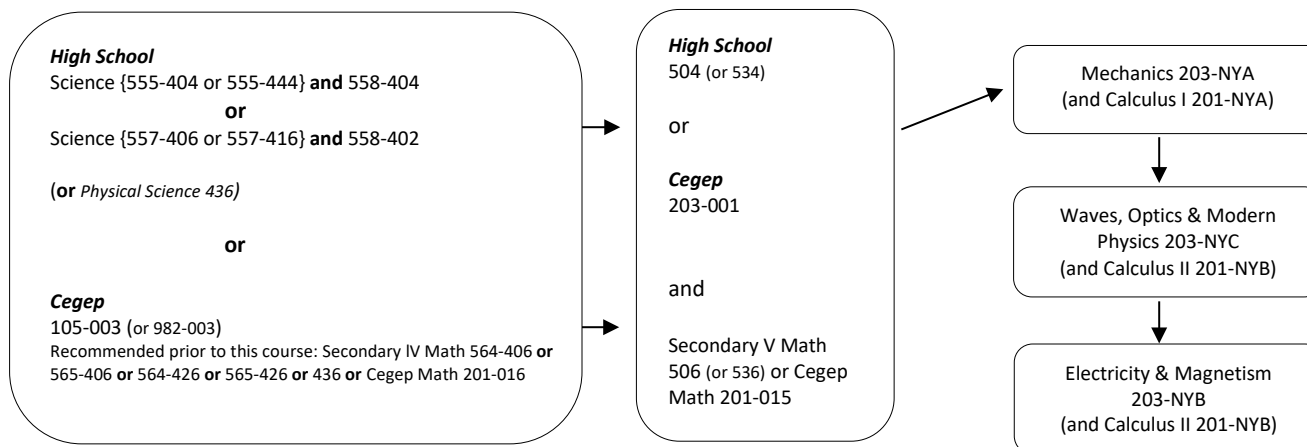 High School
Science {555-404 or 555-444} and 558-404
or
Science {557-406 or 557-416} and 558-402
(or Physical Science 436)
or
Cegep
105-003 (or 982-003)
Recommended prior to this course: Secondary lV Math 564-406 or
565-406 or 564-426 or 565-426 or 436 or Cegep Math 201-016
High School
504 (or 534)
or
Cegep
203-001
and
Secondary V Math
506 (or 536) or Cegep
Math 201-015
Mechanics 203-NYA
(and Calculus I 201-NYA)
Waves, Optics & Modern
Physics 203-NYC
(and Calculus II 201-NYB)
Electricity & Magnetism
203-NYB
(and Calculus II 201-NYB)